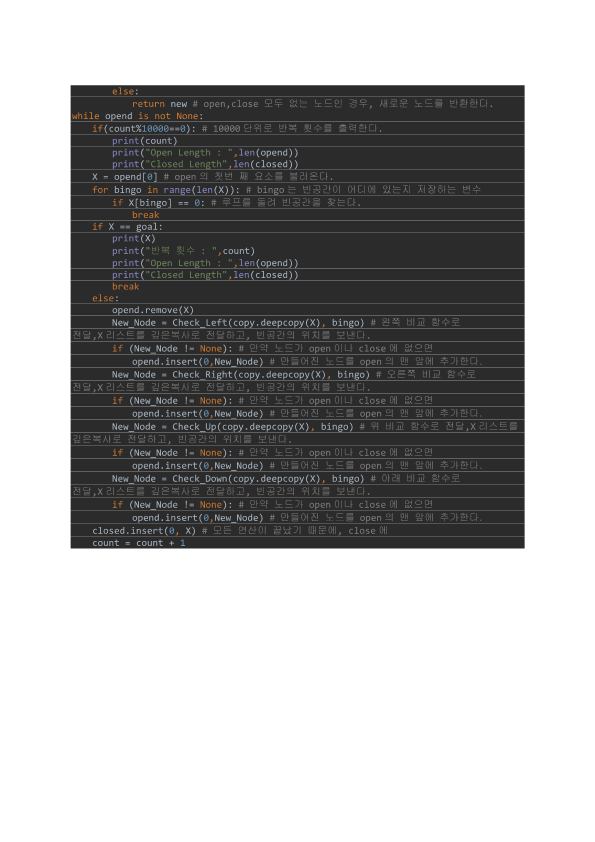 else:
return new # open,close 모두 없는 노드인 경우, 새로운 노드를 반환한다.
while opend is not None:
if(count%10000==0): # 10000 단위로 반복 횟수를 출력한다.
print(count)
print("Open Length : ",len(opend))
print("Closed Length",len(closed))
X = opend[0] # open 의 첫번 째 요소를 불러온다.
for bingo in range(len(X)): # bingo 는 빈공간이 어디에 있는지 저장하는 변수
if X[bingo] == 0: # 루프를 돌려 빈공간을 찾는다.
break
if X == goal:
print(X)
print("반복 횟수 : ",count)
print("Open Length : ",len(opend))
print("Closed Length",len(closed))
break
else:
opend.remove(X)
New_Node = Check_Left(copy.deepcopy(X), bingo) # 왼쪽 비교 함수로
전달,X 리스트를 깊은복사로 전달하고, 빈공간의 위치를 보낸다.
if (New_Node != None): # 만약 노드가 open 이나 close 에 없으면
opend.insert(0,New_Node) # 만들어진 노드를 open 의 맨 앞에 추가한다.
New_Node = Check_Right(copy.deepcopy(X), bingo) # 오른쪽 비교 함수로
전달,X 리스트를 깊은복사로 전달하고, 빈공간의 위치를 보낸다.
if (New_Node != None): # 만약 노드가 open 이나 close 에 없으면
opend.insert(0,New_Node) # 만들어진 노드를 open 의 맨 앞에 추가한다.
New_Node = Check_Up(copy.deepcopy(X), bingo) # 위 비교 함수로 전달,X 리스트를
깊은복사로 전달하고, 빈공간의 위치를 보낸다.
if (New_Node != None): # 만약 노드가 open 이나 close 에 없으면
opend.insert(0,New_Node) # 만들어진 노드를 open 의 맨 앞에 추가한다.
New_Node = Check_Down(copy.deepcopy(X), bingo) # 아래 비교 함수로
전달,X 리스트를 깊은복사로 전달하고, 빈공간의 위치를 보낸다.
if (New_Node != None): # 만약 노드가 open 이나 close 에 없으면
opend.insert(0,New_Node) # 만들어진 노드를 open 의 맨 앞에 추가한다.
closed.insert(0, X) # 모든 연산이 끝났기 때문에, close 에
count = count + 1